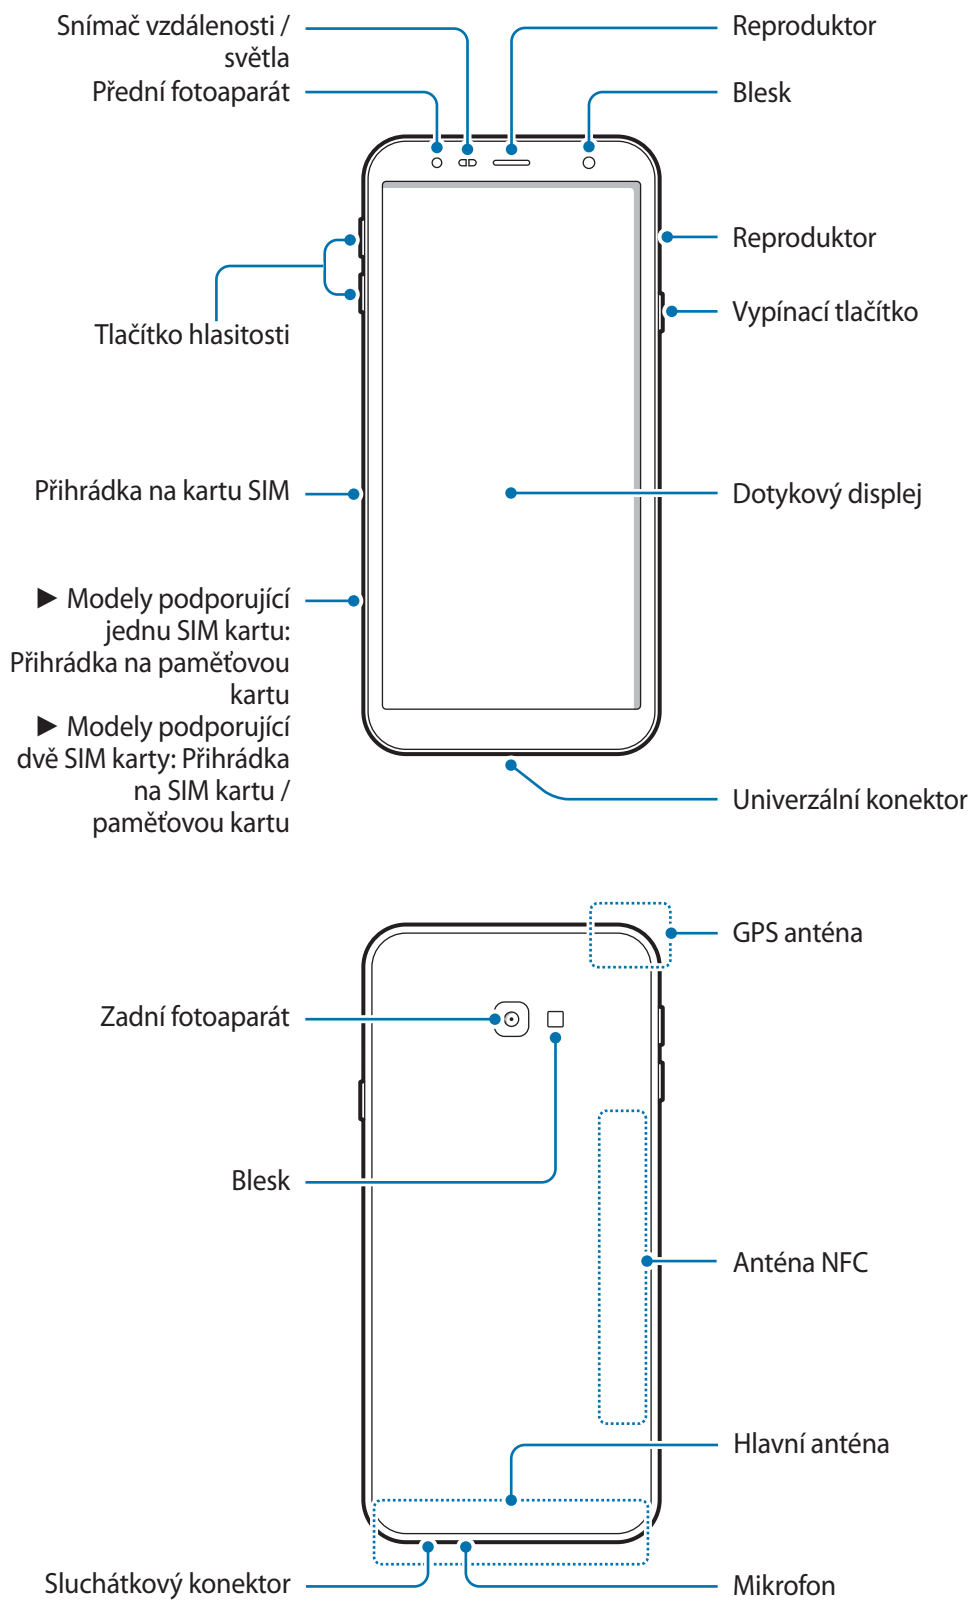 Snímač vzdálenosti /
světla
Přední fotoaparát
Tlačítko hlasitosti
Přihrádka na kartu SIM
► Modely podporující
jednu SIM kartu:
Přihrádka na paměťovou
kartu
► Modely podporující
dvě SIM karty: Přihrádka
na SIM kartu /
paměťovou kartu
Reproduktor
Blesk
Reproduktor
Vypínací tlačítko
Dotykový displej
Univerzální konektor
GPS anténa
Zadní fotoaparát
Blesk
Anténa NFC
Hlavní anténa
Sluchátkový konektor
Mikrofon